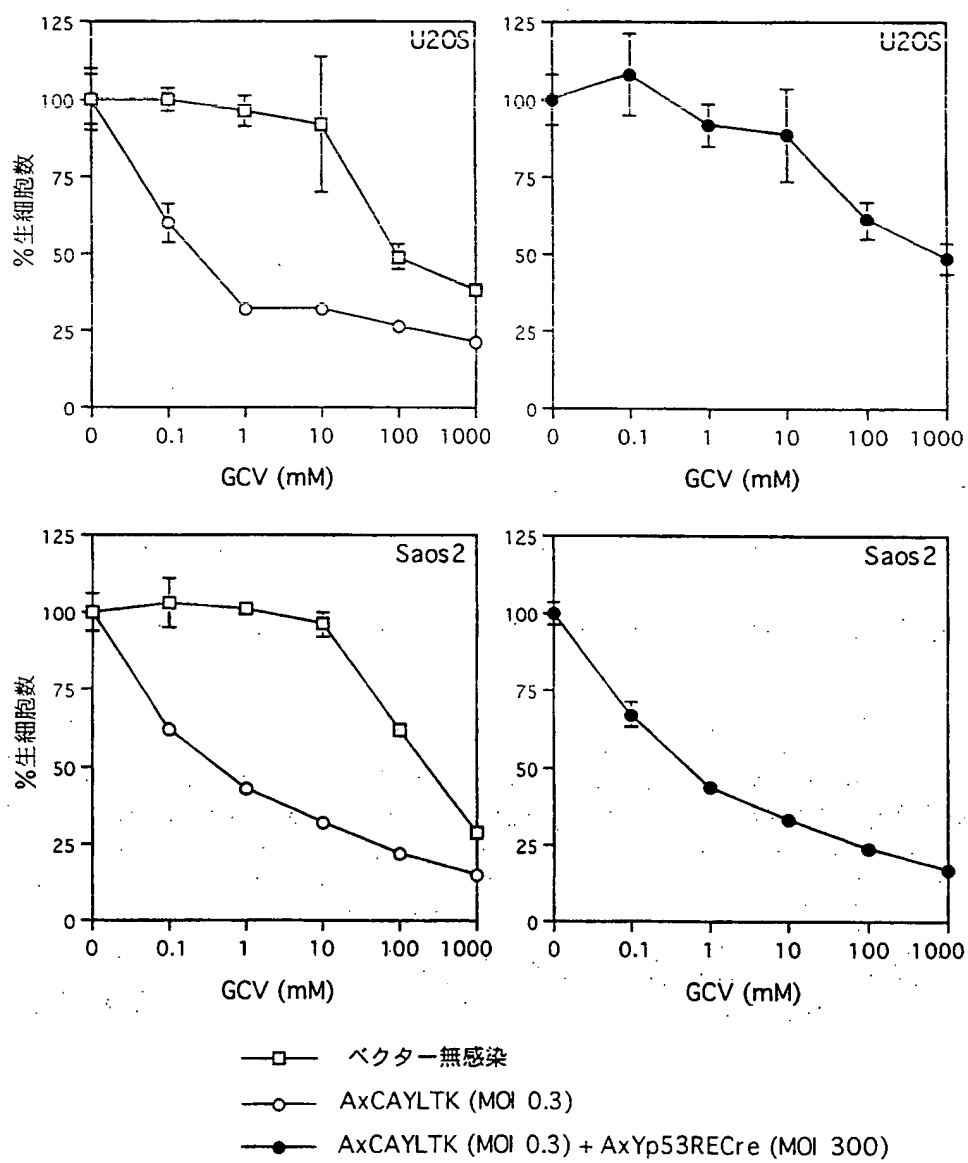 U2OS
125
100
75
50
25
0
%生細胞数
0 0.1 1 10 100 1000
GCV (mM)
U2OS
125
100
75
50
25
0
0 0.1 1 10 100 1000
GCV (mM)
Saos2
125
100
75
50
25
0
%生細胞数
0 0.1 1 10 100 1000
GCV (mM)
Saos2
125
100
75
50
25
0
0 0.1 1 10 100 1000
GCV (mM)
ベクター無感染
AxCAYLTK (MOI 0.3)
AxCAYLTK (MOI 0.3) + AxYp53RECre (MOI 300)